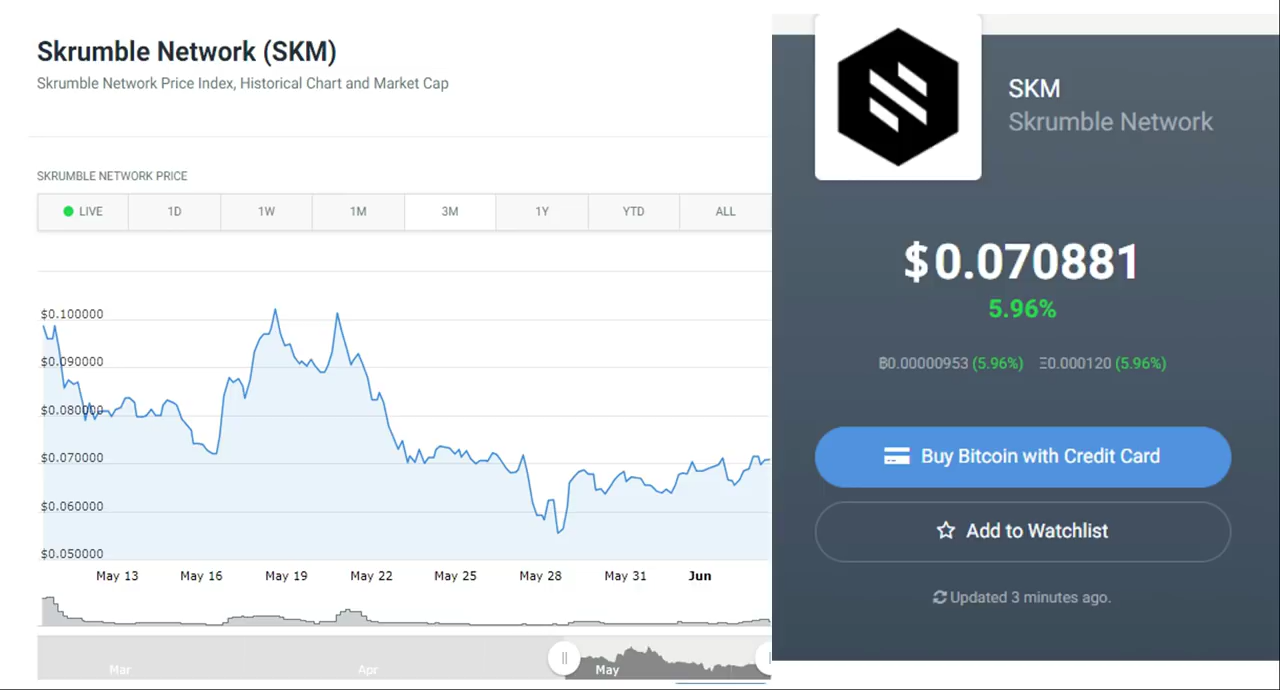 Skrumble Network (SKM)
Skrumble Network Price Index, Historical Chart and Market Cap
SKRUMBLE NETWORK PRICE
LIVE 1D 1W 1M 3M 1Y YTD ALL
$0.100000
$0.090000
$0.080000
$0.070000
$0.060000
$0.050000
May 13 May 16 May 19 May 22 May 25 May 28 May 31 Jun
Mar Apr May
SKM
Skrumble Network
$0.070881
5.96%
฿0.00000953 (5.96%) Ξ0.000120 (5.96%)
Buy Bitcoin with Credit Card
Add to Watchlist
Updated 3 minutes ago.